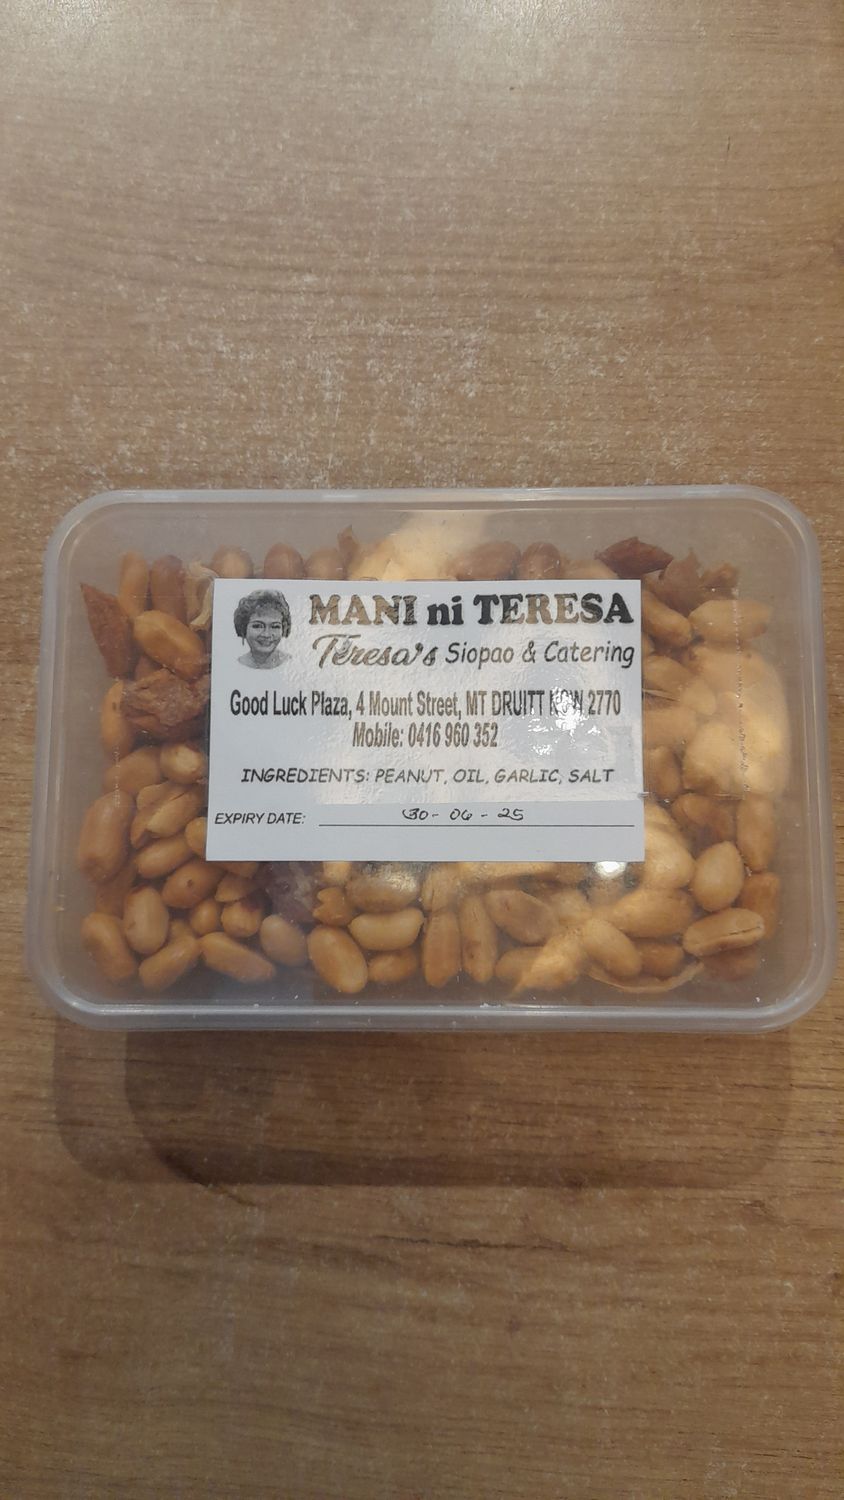 MANI ni TERESA
Teresa's Siopao & Catering
Good Luck Plaza, 4 Mount Street, MT DRUITT NSW 2770
Mobile: 0416 960 352
INGREDIENTS: PEANUT, OIL, GARLIC, SALT
EXPIRY DATE: 30-06-25